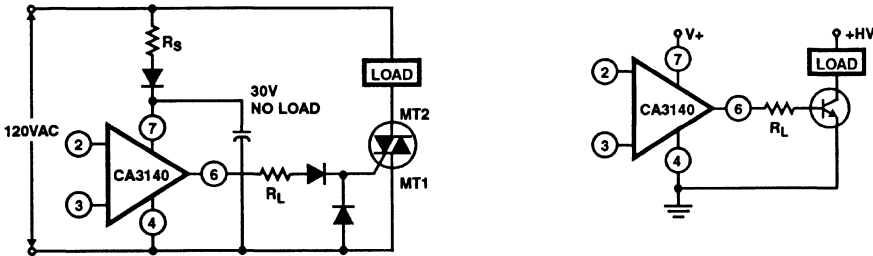 120VAC
RS
30V
NO LOAD
LOAD
MT2
MT1
7
2
CA3140
6
3
4
RL
V+
+HV
7
LOAD
2
CA3140
6
3
4
RL